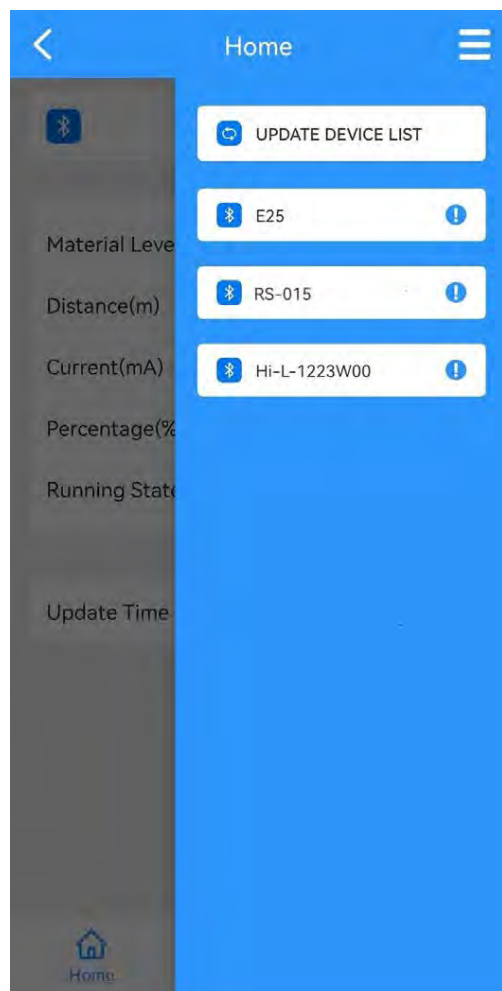 Home
UPDATE DEVICE LIST
E25
RS-015
Hi-L-1223W00
Material Leve
Distance(m)
Current(mA)
Percentage(%
Running State
Update Time
Home